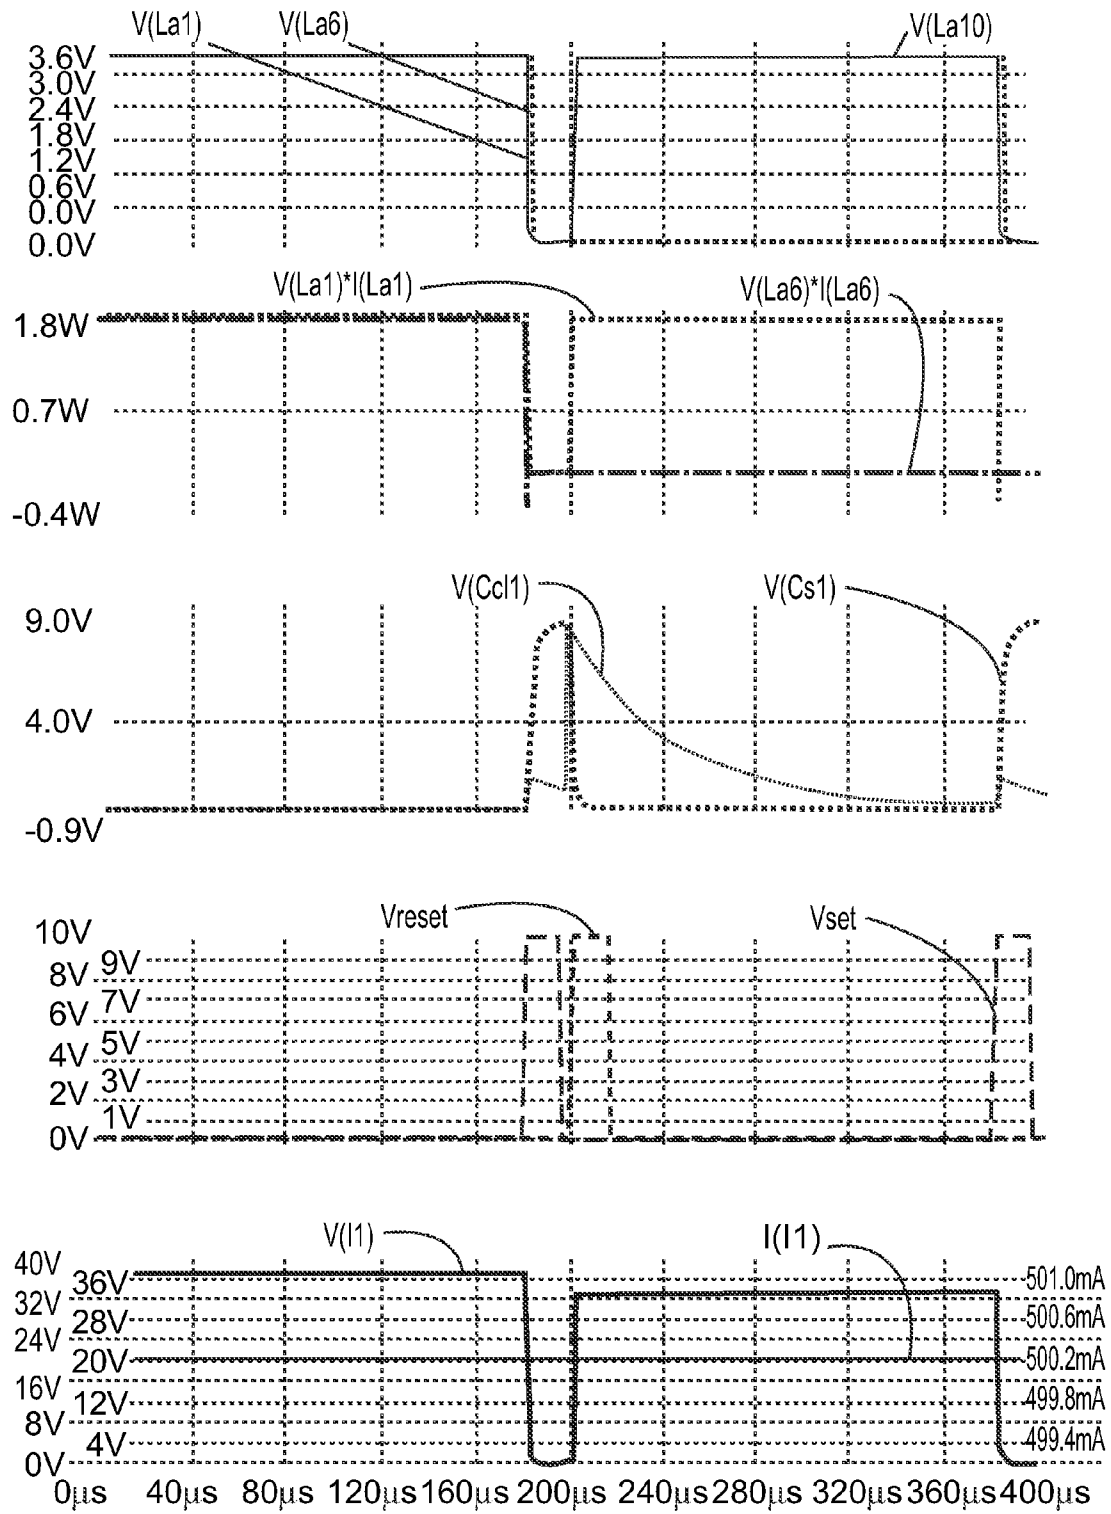 V(La1)
V(La6)
V(La10)
3.6V
3.0V
2.4V
1.8V
1.2V
0.6V
0.0V
0.0V
V(La1)*I(La1)
V(La6)*I(La6)
1.8W
0.7W
-0.4W
V(Ccl1)
V(Cs1)
9.0V
4.0V
-0.9V
Vreset
Vset
10V
9V
8V
7V
6V
5V
4V
3V
2V
1V
0V
V(I1)
I(I1)
40V
36V
501.0mA
32V
28V
500.6mA
24V
20V
500.2mA
16V
12V
499.8mA
8V
4V
499.4mA
0V
0µs 40µs 80µs 120µs 160µs 200µs 240µs 280µs 320µs 360µs 400µs